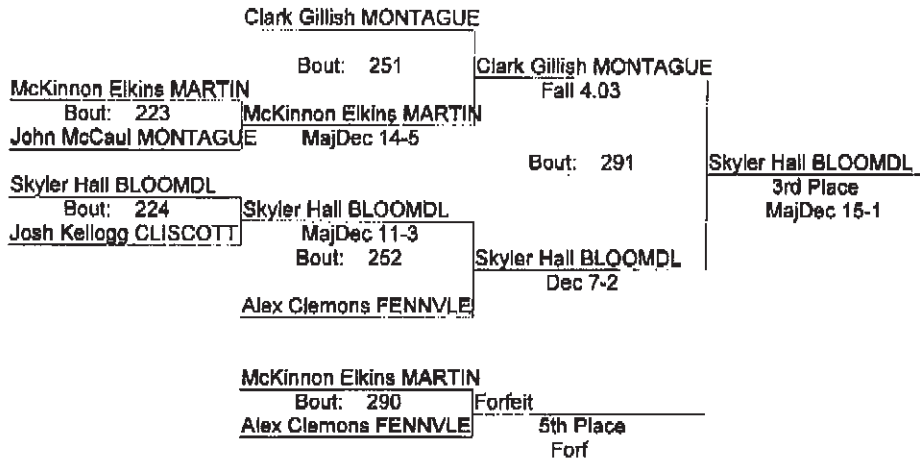 Clark Gillish MONTAGUE
Bout: 251
Clark Gillish MONTAGUE
Fall 4.03
McKinnon Elkins MARTIN
Bout: 223
John McCaul MONTAGUE
McKinnon Elkins MARTIN
MajDec 14-5
Bout: 291
Skyler Hall BLOOMDL
3rd Place
MajDec 15-1
Skyler Hall BLOOMDL
Bout: 224
Josh Kellogg CLISCOTT
Skyler Hall BLOOMDL
MajDec 11-3
Bout: 252
Skyler Hall BLOOMDL
Dec 7-2
Alex Clemons FENNVLE
McKinnon Elkins MARTIN
Bout: 290
Alex Clemons FENNVLE
Forfeit
5th Place
Forf